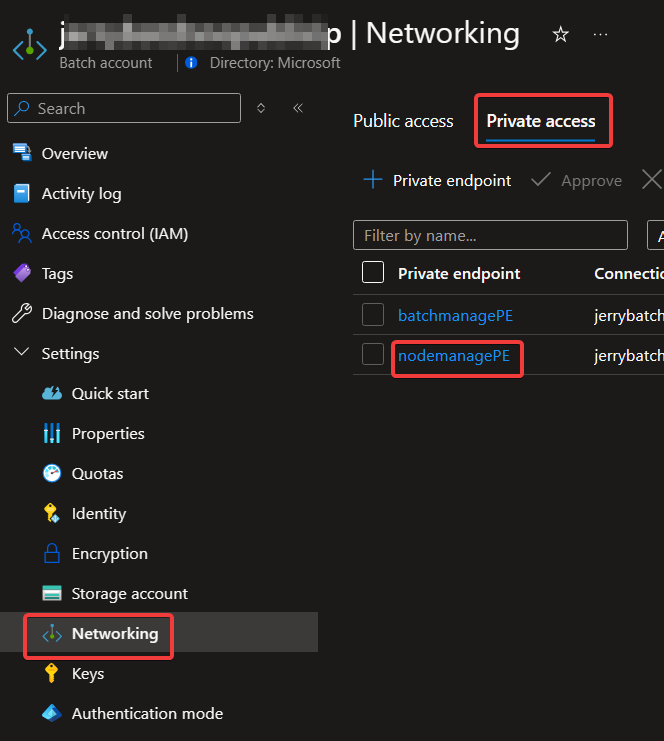 p | Networking
Batch account
Directory: Microsoft
Search
Overview
Activity log
Access control (IAM)
Tags
Diagnose and solve problems
Settings
Quick start
Properties
Quotas
Identity
Encryption
Storage account
Networking
Keys
Authentication mode
Public access
Private access
Private endpoint
Approve
Filter by name...
A
Private endpoint Connectio
batchmanagePE jerrybatch
nodemanagePE jerrybatch